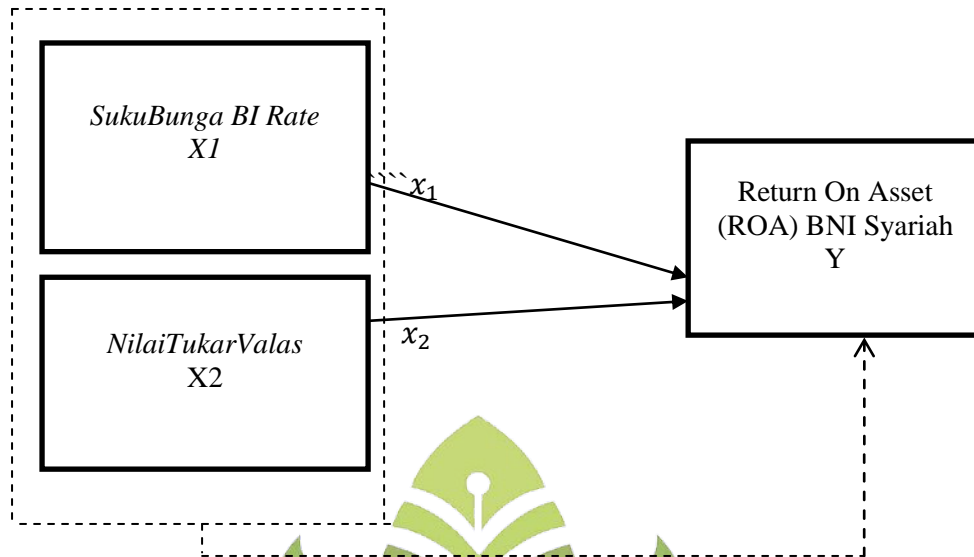 SukuBunga BI Rate
X1
````x₁
Return On Asset
(ROA) BNI Syariah
Y
x₂
NilaiTukarValas
X2